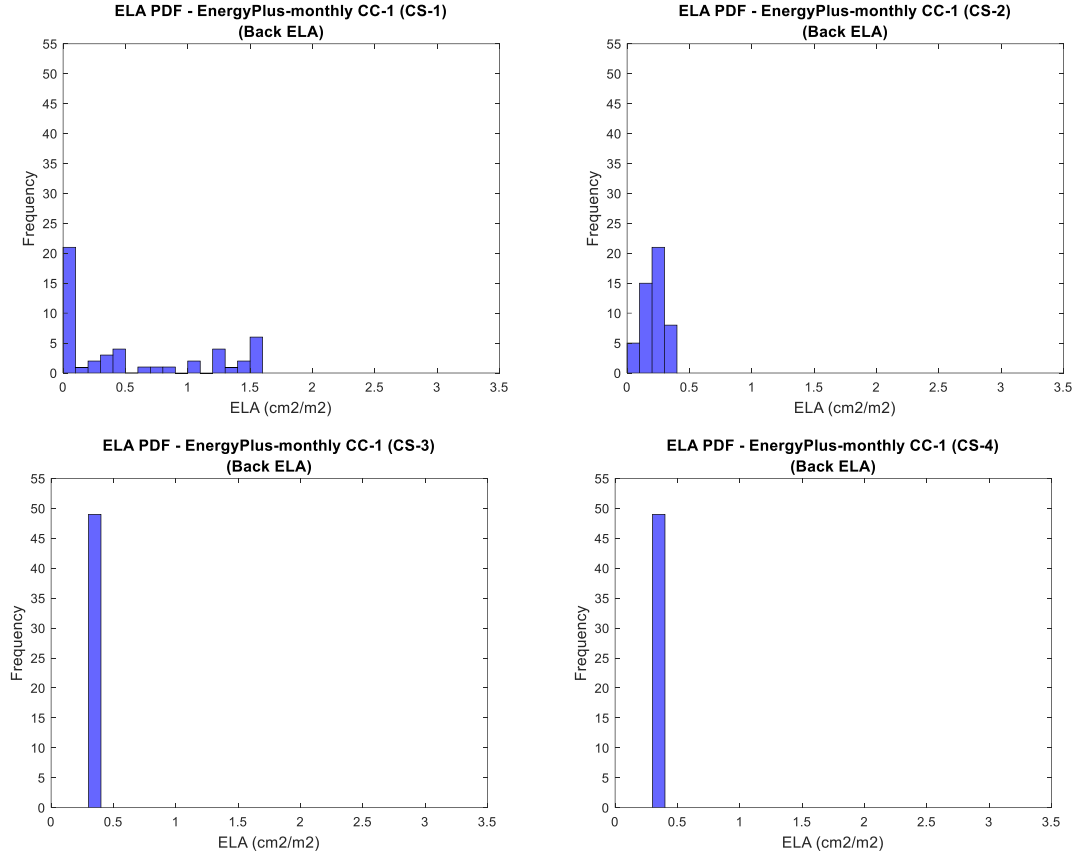 ELA PDF - EnergyPlus-monthly CC-1 (CS-1)
(Back ELA)
55
50
45
40
35
30
25
20
15
10
5
0
Frequency
0 0.5 1 1.5 2 2.5 3 3.5
ELA (cm2/m2)
ELA PDF - EnergyPlus-monthly CC-1 (CS-2)
(Back ELA)
55
50
45
40
35
30
25
20
15
10
5
0
Frequency
0 0.5 1 1.5 2 2.5 3 3.5
ELA (cm2/m2)
ELA PDF - EnergyPlus-monthly CC-1 (CS-3)
(Back ELA)
55
50
45
40
35
30
25
20
15
10
5
0
Frequency
0 0.5 1 1.5 2 2.5 3 3.5
ELA (cm2/m2)
ELA PDF - EnergyPlus-monthly CC-1 (CS-4)
(Back ELA)
55
50
45
40
35
30
25
20
15
10
5
0
Frequency
0 0.5 1 1.5 2 2.5 3 3.5
ELA (cm2/m2)